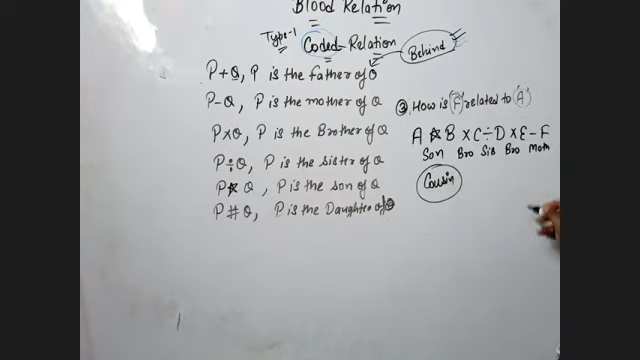 Blood Relation
Type-1
Coded-Relation
Behind
P+Q, P is the father of Q
P-Q, P is the mother of Q
P×Q, P is the Brother of Q
P÷Q, P is the sister of Q
P☆Q, P is the son of Q
P#Q, P is the Daughter of Q
③ How is F related to A
A ☆ B × C ÷ D × E - F
Son Bro Sis Bro Moth
Cousin